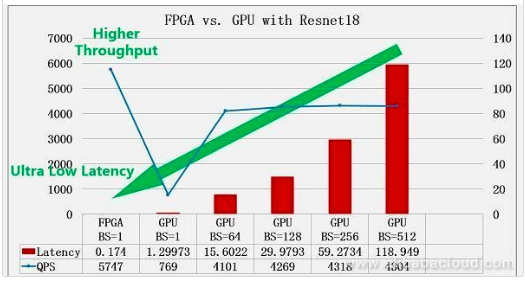 FPGA vs. GPU with Resnet18
Higher
Throughput
Ultra Low Latency
7000 140
6000 120
5000 100
4000 80
3000 60
2000 40
1000 20
0 0
FPGA GPU GPU GPU GPU GPU
BS=1 BS=1 BS=64 BS=128 BS=256 BS=512
Latency 0.174 1.29973 15.6022 29.9793 59.2734 118.949
QPS 5747 769 4101 4269 4318 4304